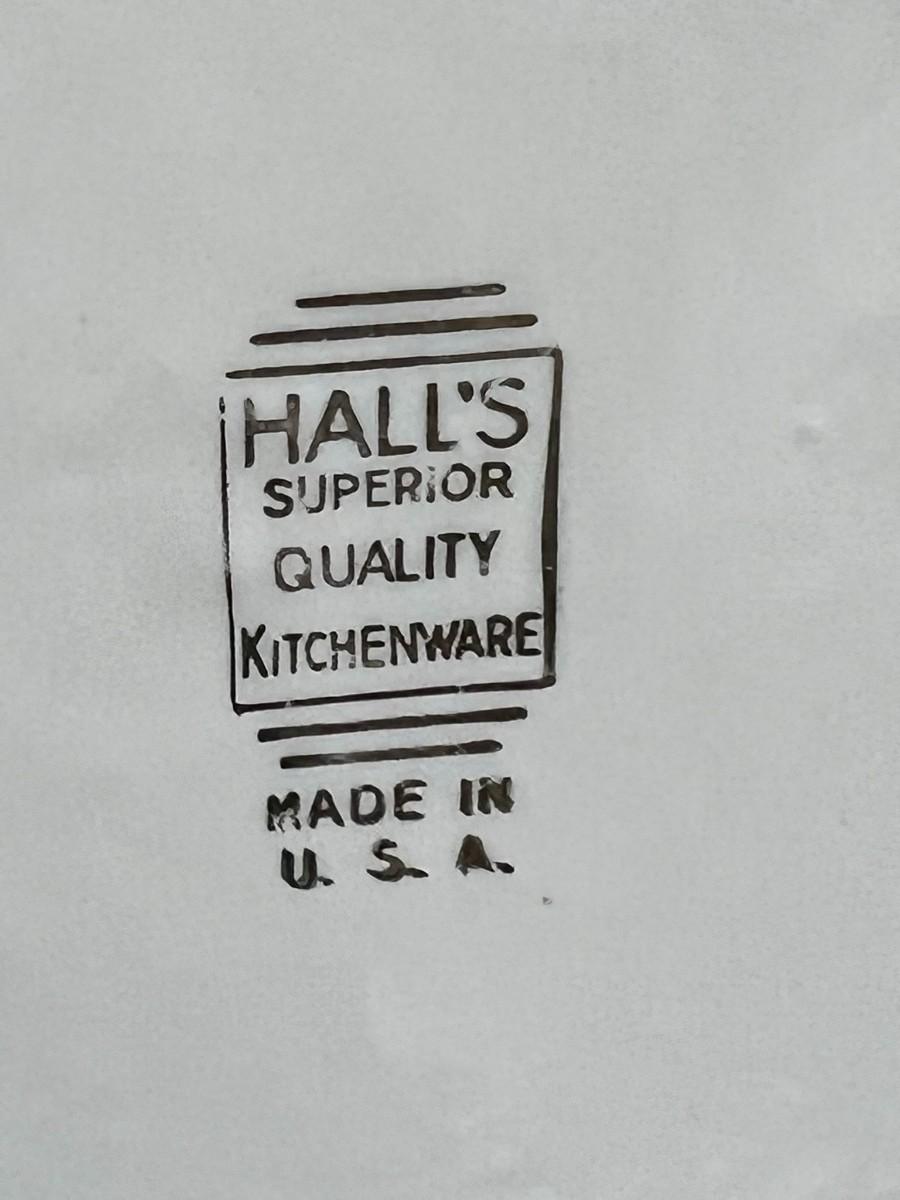 HALL'S
SUPERIOR
QUALITY
KITCHENWARE
MADE IN
U. S. A.